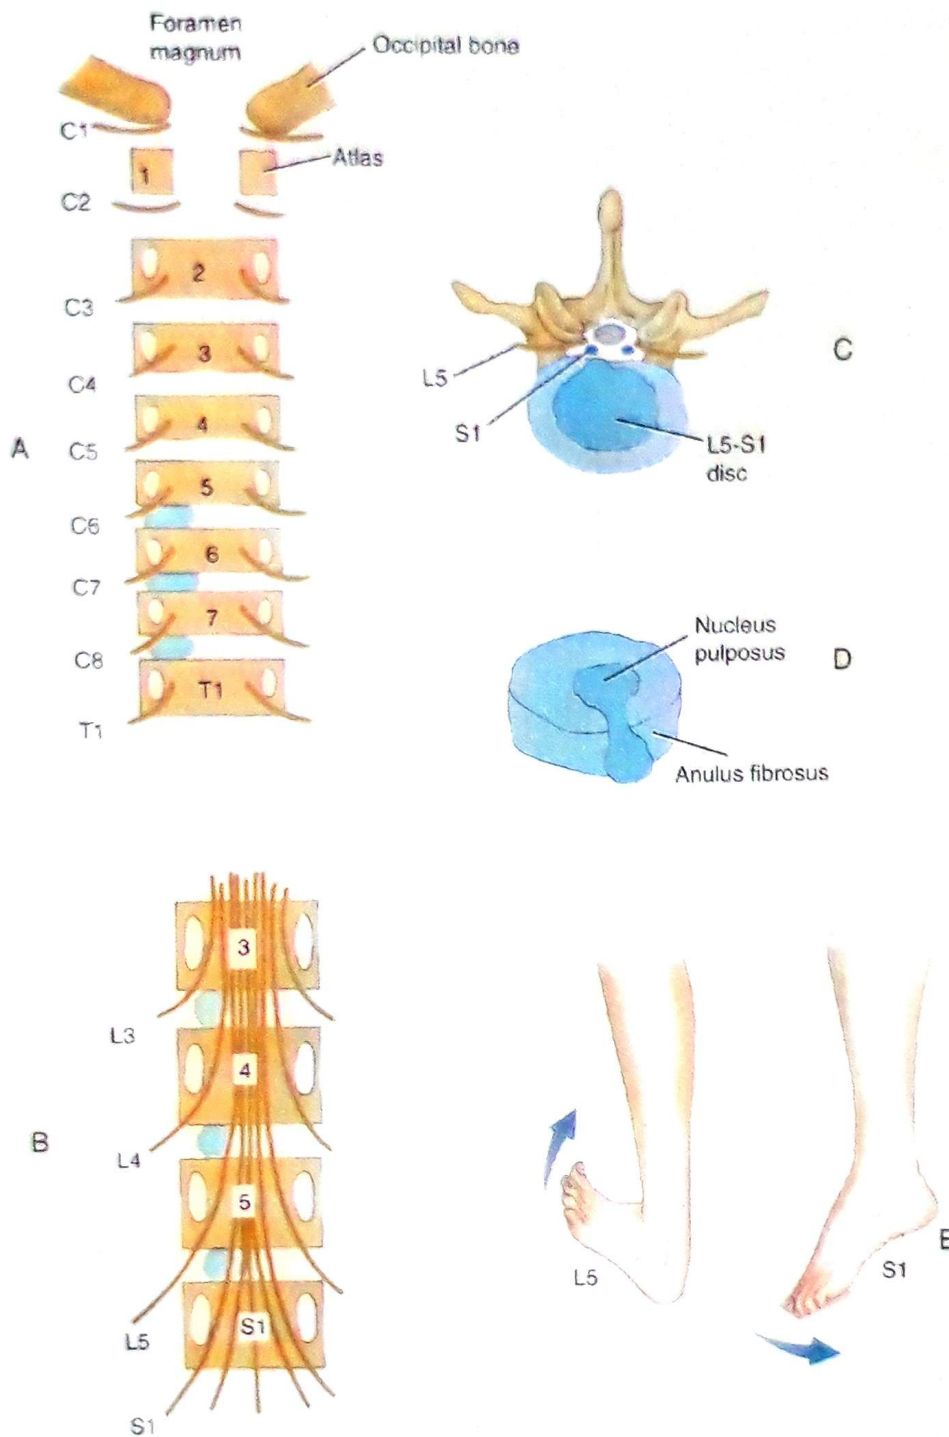 Foramen
magnum
Occipital bone
C1
Atlas
1
C2
2
C3
3
C4
4
A
C5
5
C6
6
C7
7
C8
T1
T1
C
L5
S1
L5-S1
disc
Nucleus
pulposus
D
Anulus fibrosus
3
L3
4
B
L4
5
L5
S1
S1
L5
S1